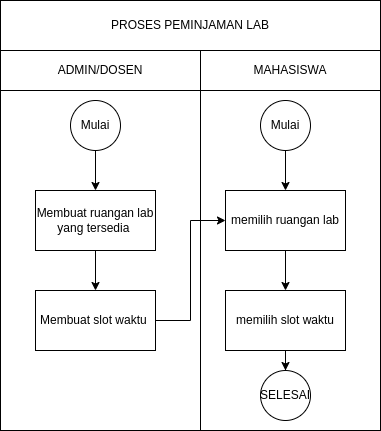 PROSES PEMINJAMAN LAB
ADMIN/DOSEN
MAHASISWA
Mulai
Mulai
Membuat ruangan lab
yang tersedia
memilih ruangan lab
Membuat slot waktu
memilih slot waktu
SELESAI